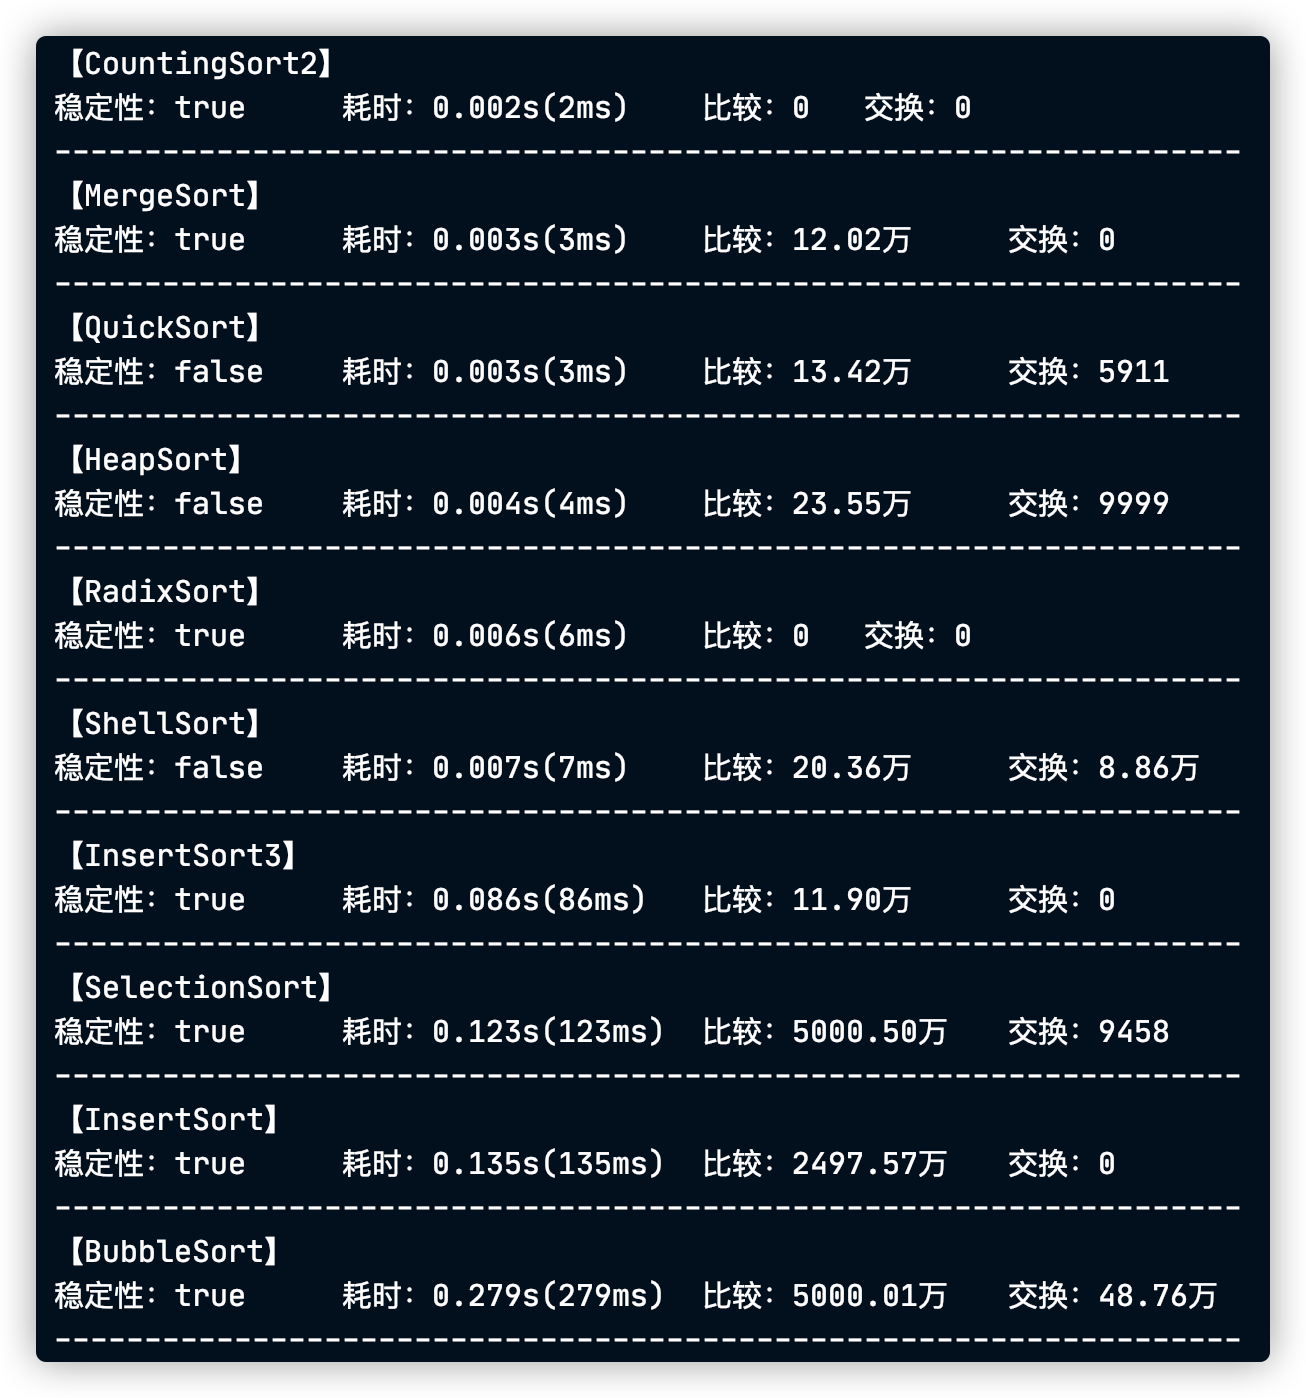 【CountingSort2】
稳定性：true 耗时：0.002s(2ms) 比较：0 交换：0
------------------------------------------------------------------
【MergeSort】
稳定性：true 耗时：0.003s(3ms) 比较：12.02万 交换：0
------------------------------------------------------------------
【QuickSort】
稳定性：false 耗时：0.003s(3ms) 比较：13.42万 交换：5911
------------------------------------------------------------------
【HeapSort】
稳定性：false 耗时：0.004s(4ms) 比较：23.55万 交换：9999
------------------------------------------------------------------
【RadixSort】
稳定性：true 耗时：0.006s(6ms) 比较：0 交换：0
------------------------------------------------------------------
【ShellSort】
稳定性：false 耗时：0.007s(7ms) 比较：20.36万 交换：8.86万
------------------------------------------------------------------
【InsertSort3】
稳定性：true 耗时：0.086s(86ms) 比较：11.90万 交换：0
------------------------------------------------------------------
【SelectionSort】
稳定性：true 耗时：0.123s(123ms) 比较：5000.50万 交换：9458
------------------------------------------------------------------
【InsertSort】
稳定性：true 耗时：0.135s(135ms) 比较：2497.57万 交换：0
------------------------------------------------------------------
【BubbleSort】
稳定性：true 耗时：0.279s(279ms) 比较：5000.01万 交换：48.76万
------------------------------------------------------------------